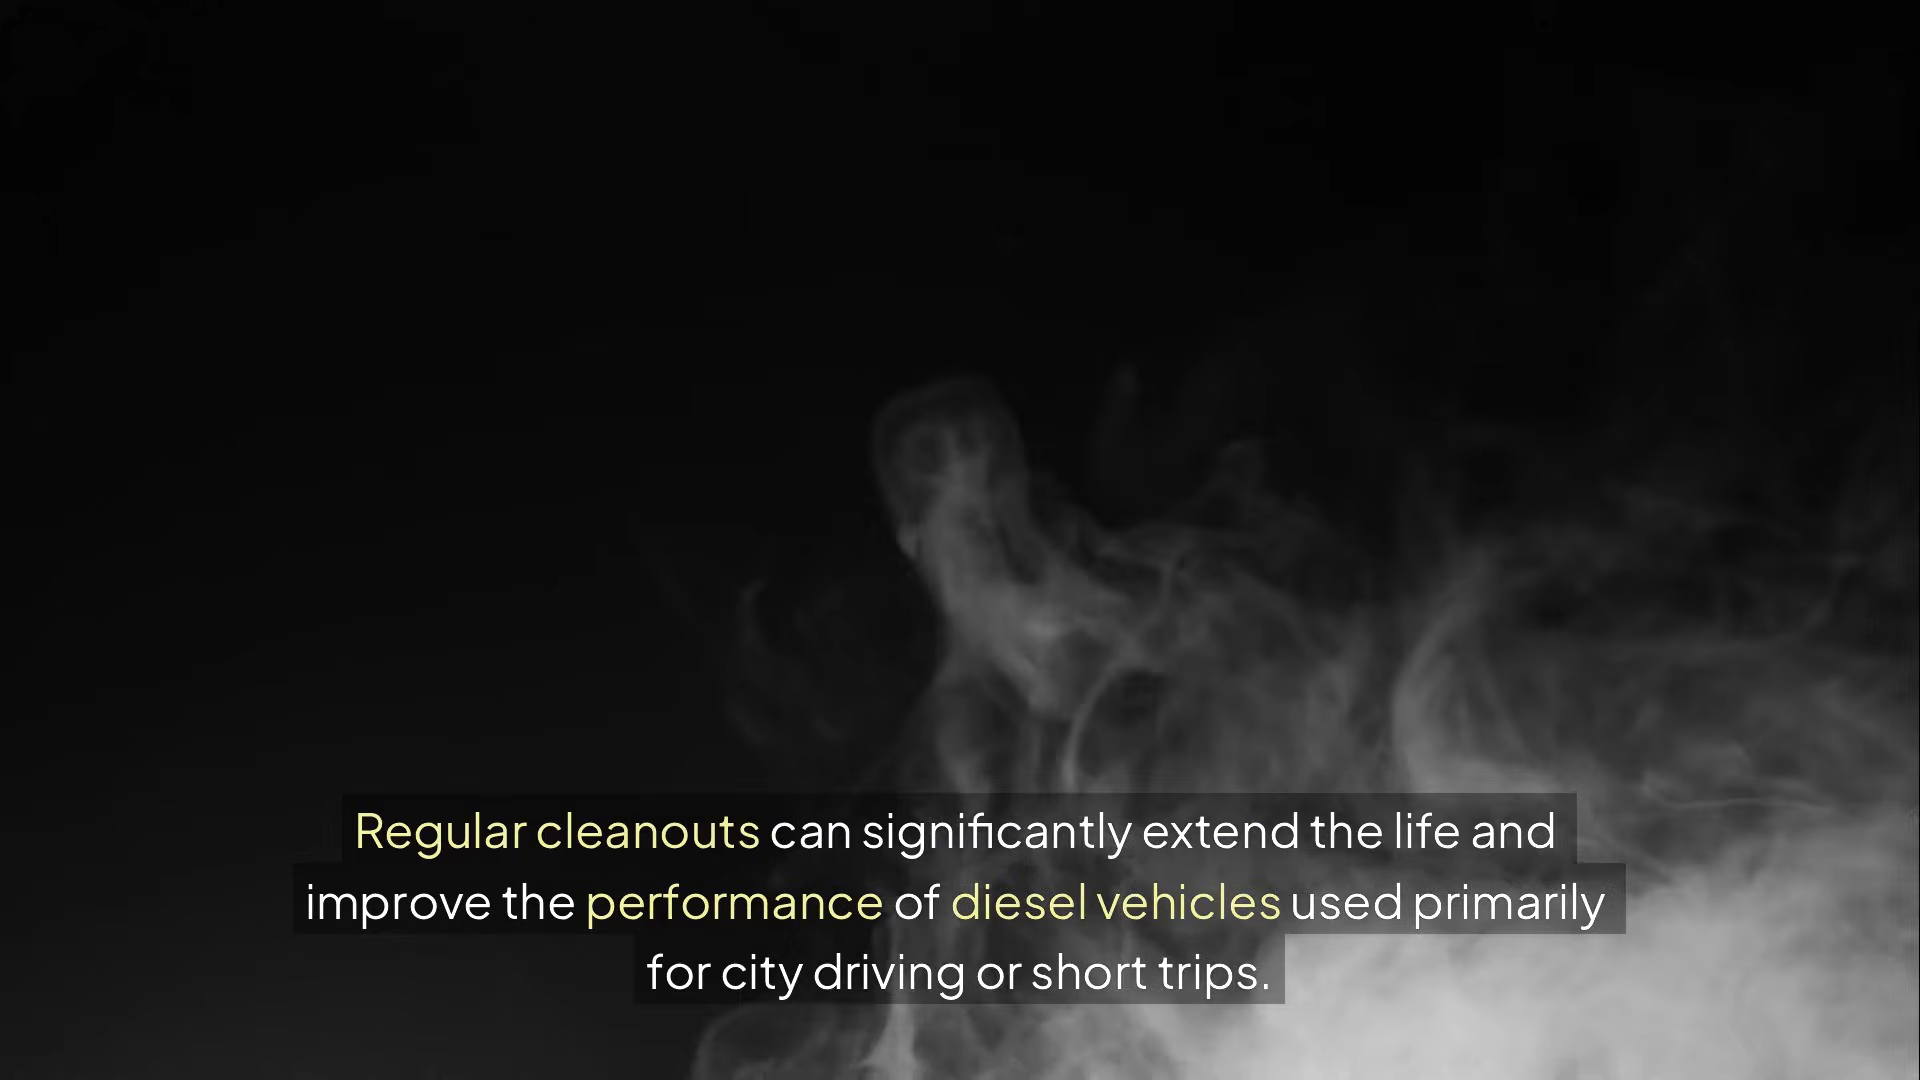 Regular cleanouts can significantly extend the life and
improve the performance of diesel vehicles used primarily
for city driving or short trips.